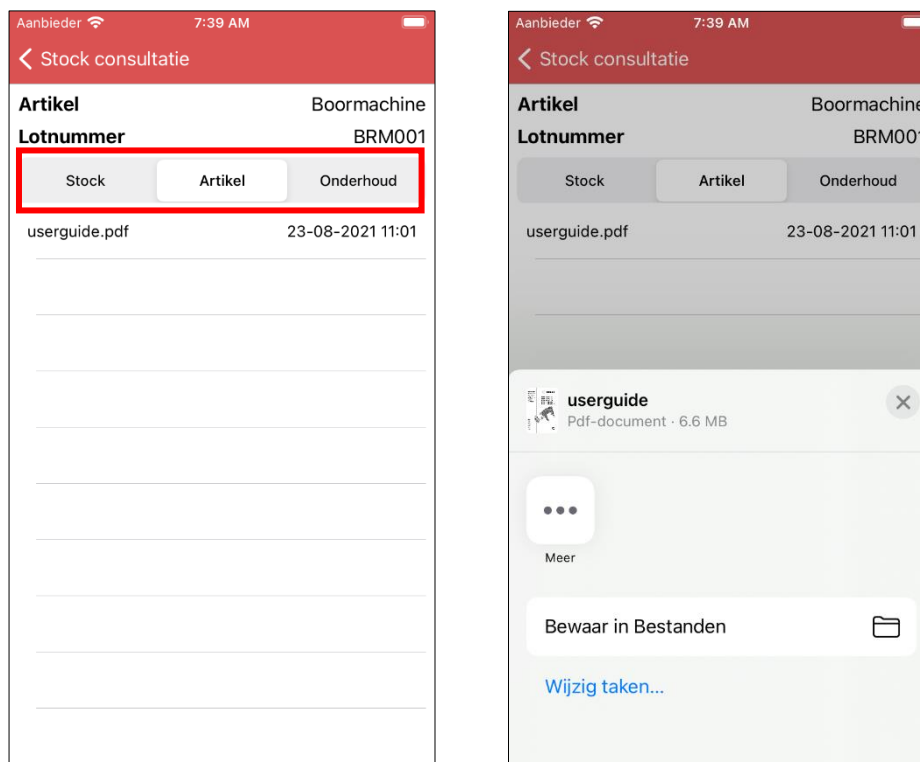 Aanbieder 7:39 AM
Stock consultatie
Artikel Boormachine
Lotnummer BRM001
Stock Artikel Onderhoud
userguide.pdf 23-08-2021 11:01
Aanbieder 7:39 AM
Stock consultatie
Artikel Boormachine
Lotnummer BRM001
Stock Artikel Onderhoud
userguide.pdf 23-08-2021 11:01
userguide
Pdf-document · 6.6 MB
Meer
Bewaar in Bestanden
Wijzig taken...